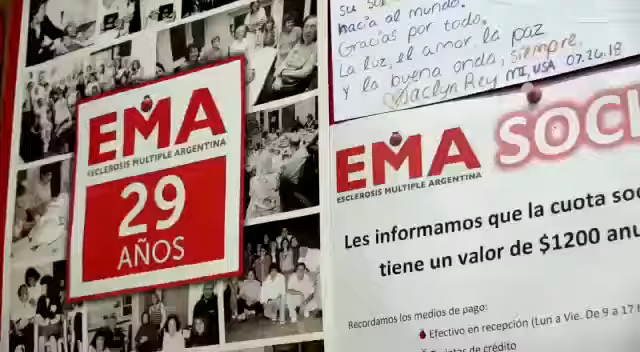 EMA
ESCLEROSIS MULTIPLE ARGENTINA
29
AÑOS
hacia al mundo.
Gracias por todo.
La luz, el amor la paz
y la buena onda, siempre.
Jaclyn Rey MI, USA 07.26.18
EMA SOCI
ESCLEROSIS MULTIPLE ARGENTINA
Les informamos que la cuota so
tiene un valor de $1200 anu
Recordamos los medios de pago:
Efectivo en recepción (Lun a Vie. De 9 a 17 h
de crédito